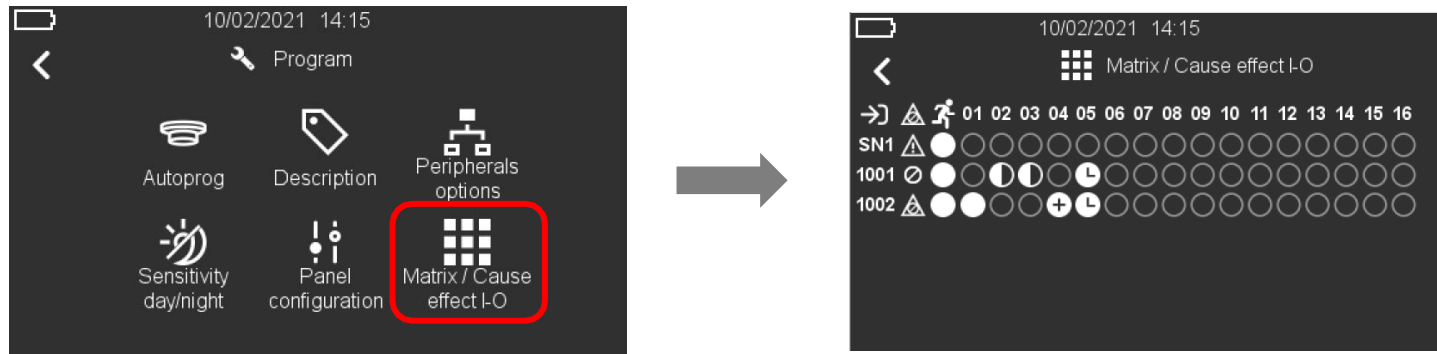 10/02/2021 14:15
Program
Autoprog
Description
Peripherals
options
Sensitivity
day/night
Panel
configuration
Matrix / Cause
effect I-O
10/02/2021 14:15
Matrix / Cause effect I-O
01 02 03 04 05 06 07 08 09 10 11 12 13 14 15 16
SN1
1001
1002